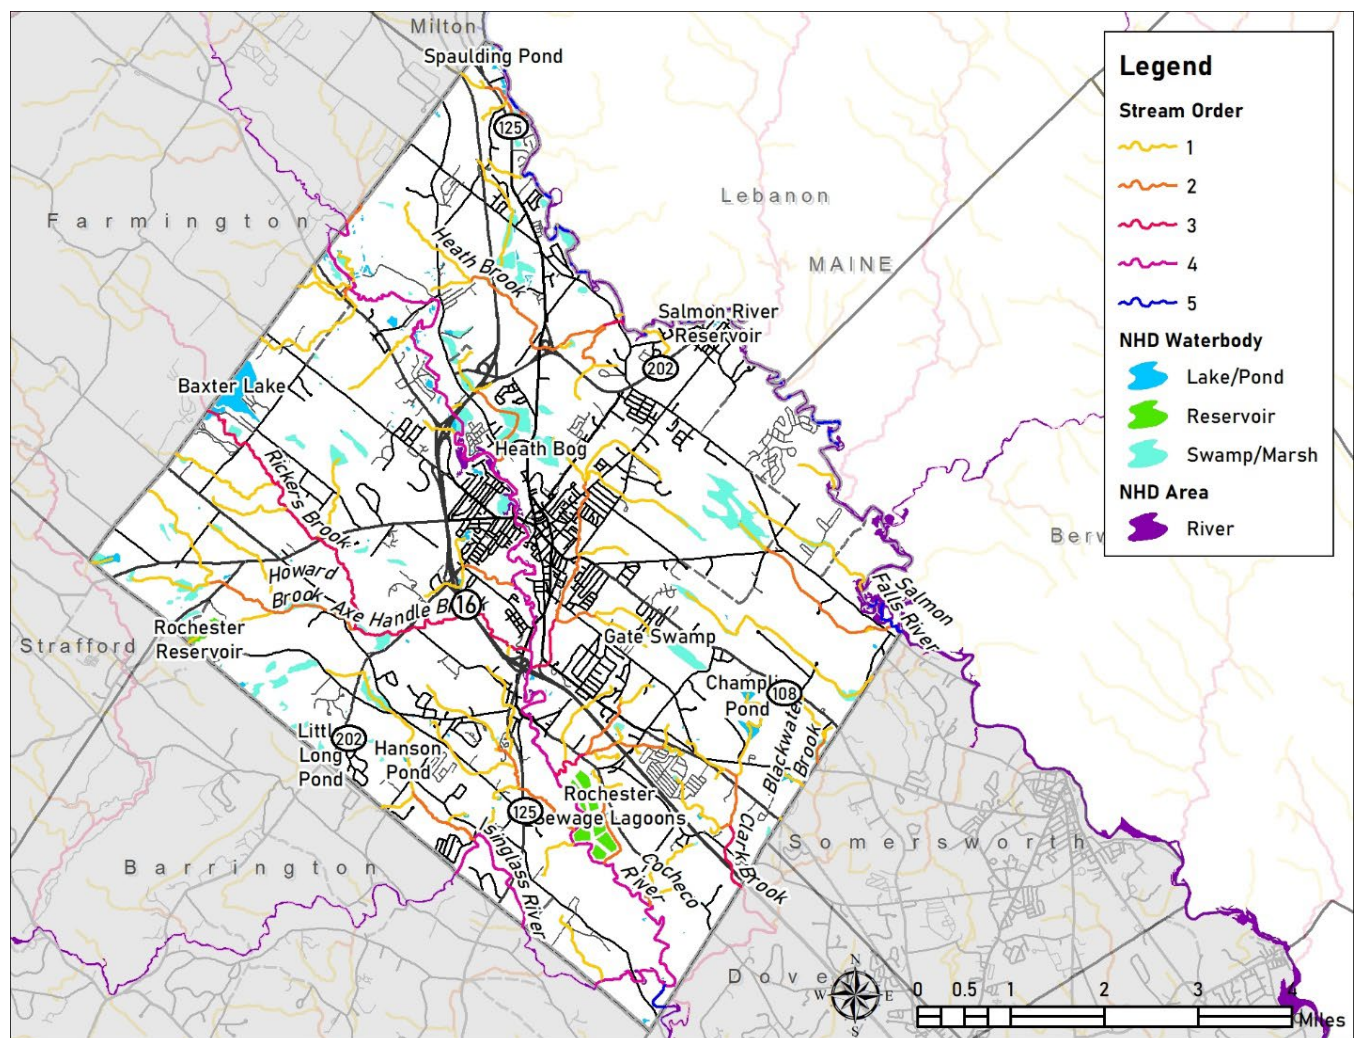 Milton
Spaulding Pond
125
Farmington
Heath Brook
Lebanon
MAINE
Salmon River
Reservoir
202
Baxter Lake
Heath Bog
Rickers Brook
Howard
Brook-Axe Handle Brook
16
Strafford
Rochester
Reservoir
Salmon
Falls River
Berw
Gate Swamp
Champli
Pond
108
Blackwater
Brook
Littl
Long
Pond
202
Hanson
Pond
125
Rochester
Sewage Lagoons
Clark Brook
Isinglass River
Cocheco
River
Barrington
Somersworth
Dove
Legend
Stream Order
1
2
3
4
5
NHD Waterbody
Lake/Pond
Reservoir
Swamp/Marsh
NHD Area
River
N
W E
S
0 0.5 1 2 3 4
Miles